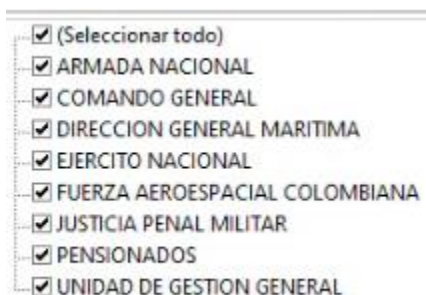 (Seleccionar todo)
ARMADA NACIONAL
COMANDO GENERAL
DIRECCION GENERAL MARITIMA
EJERCITO NACIONAL
FUERZA AEROESPACIAL COLOMBIANA
JUSTICIA PENAL MILITAR
PENSIONADOS
UNIDAD DE GESTION GENERAL